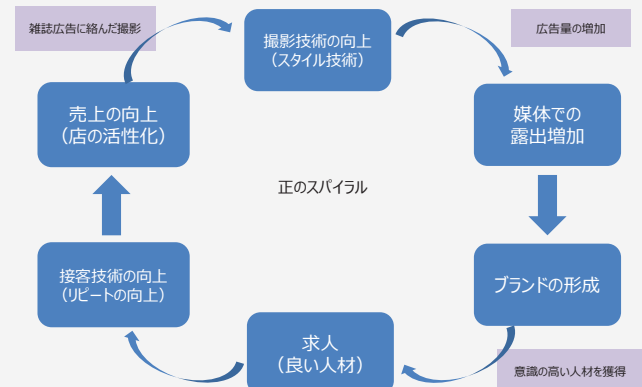 雑誌広告に絡んだ撮影
撮影技術の向上
（スタイル技術）
広告量の増加
売上の向上
（店の活性化）
媒体での
露出増加
正のスパイラル
接客技術の向上
（リピートの向上）
ブランドの形成
求人
（良い人材）
意識の高い人材を獲得